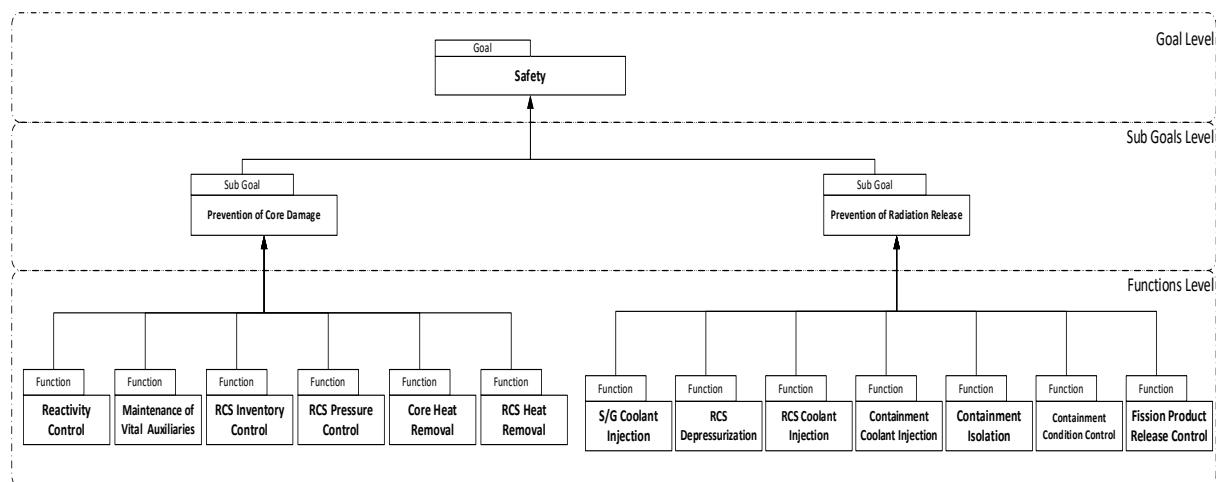 Goal Level
Goal
Safety
Sub Goals Level
Sub Goal
Prevention of Core Damage
Sub Goal
Prevention of Radiation Release
Functions Level
Function
Reactivity
Control
Function
Maintenance of
Vital Auxiliaries
Function
RCS Inventory
Control
Function
RCS Pressure
Control
Function
Core Heat
Removal
Function
RCS Heat
Removal
Function
S/G Coolant
Injection
Function
RCS
Depressurization
Function
RCS Coolant
Injection
Function
Containment
Coolant Injection
Function
Containment
Isolation
Function
Containment
Condition Control
Function
Fission Product
Release Control